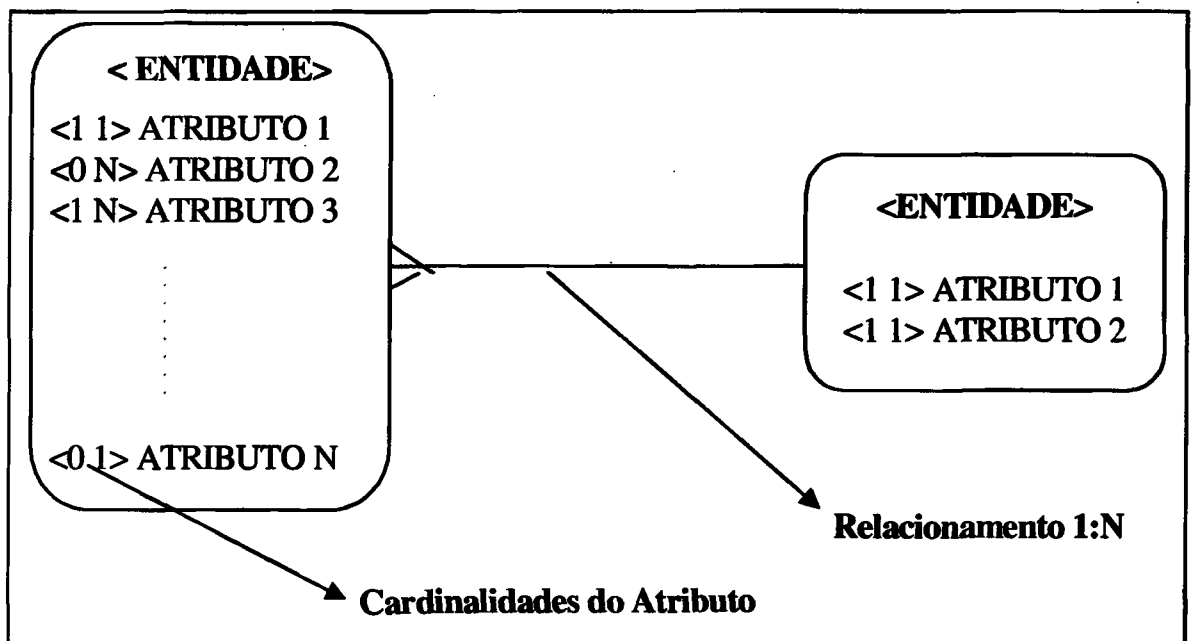 < ENTIDADE>
<1 1> ATRIBUTO 1
<0 N> ATRIBUTO 2
<1 N> ATRIBUTO 3
<0 1> ATRIBUTO N
<ENTIDADE>
<1 1> ATRIBUTO 1
<1 1> ATRIBUTO 2
Relacionamento 1:N
Cardinalidades do Atributo